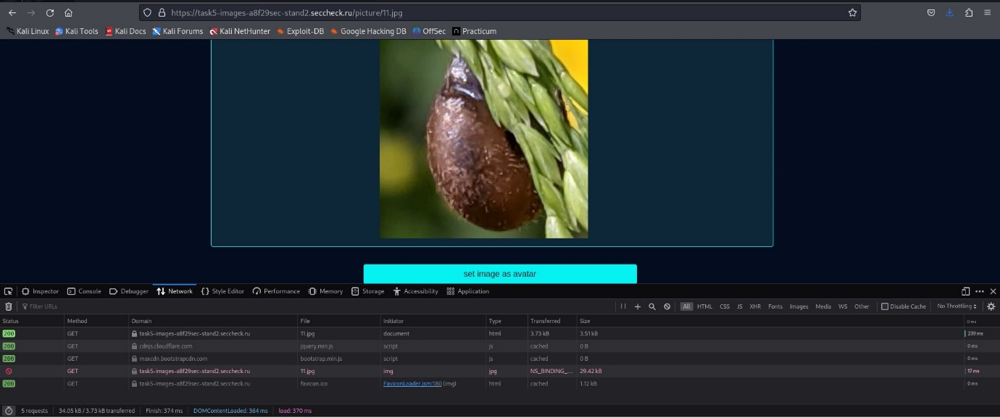 https://task5-images-a8f29sec-stand2.seccheck.ru/picture/11.jpg
Kali Linux Kali Tools Kali Docs Kali Forums Kali NetHunter Exploit-DB Google Hacking DB OffSec Practicum
set image as avatar
Inspector Console Debugger Network Style Editor Performance Memory Storage Accessibility Application
Filter URLs All HTML CSS JS XHR Fonts Images Media WS Other Disable Cache No Throttling
Status Method Domain File Initiator Type Transferred Size 0 ms
200 GET task5-images-a8f29sec-stand2.seccheck.ru 11.jpg document html 3.73 kB 3.51 kB 239 ms
200 GET cdnjs.cloudflare.com jquery.min.js script js cached 0 B 0 ms
200 GET maxcdn.bootstrapcdn.com bootstrap.min.js script js cached 0 B 0 ms
GET task5-images-a8f29sec-stand2.seccheck.ru 11.jpg img jpg NS_BINDING_... 29.42 kB 17 ms
200 GET task5-images-a8f29sec-stand2.seccheck.ru favicon.ico FaviconLoader.jsm:180 (img) html cached 1.12 kB 0 ms
5 requests 34.05 kB / 3.73 kB transferred Finish: 374 ms DOMContentLoaded: 364 ms load: 370 ms